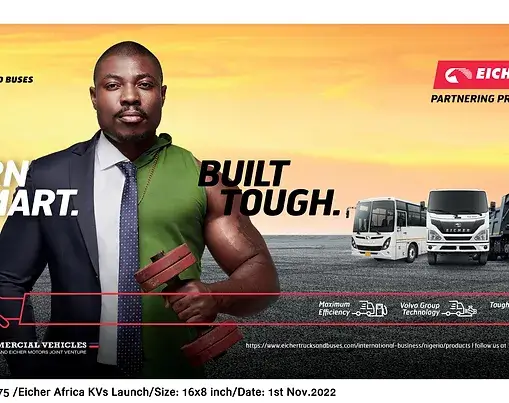 D BUSES
EICHE
PARTNERING PR
RN
MART.
BUILT
TOUGH.
EICHER
Maximum
Efficiency
Volvo Group
Technology
Tough
MERCIAL VEHICLES
AND EICHER MOTORS JOINT VENTURE
https://www.eichertrucksandbuses.com/international-business/nigeria/products | follow us at
75 /Eicher Africa KVs Launch/Size: 16x8 inch/Date: 1st Nov.2022